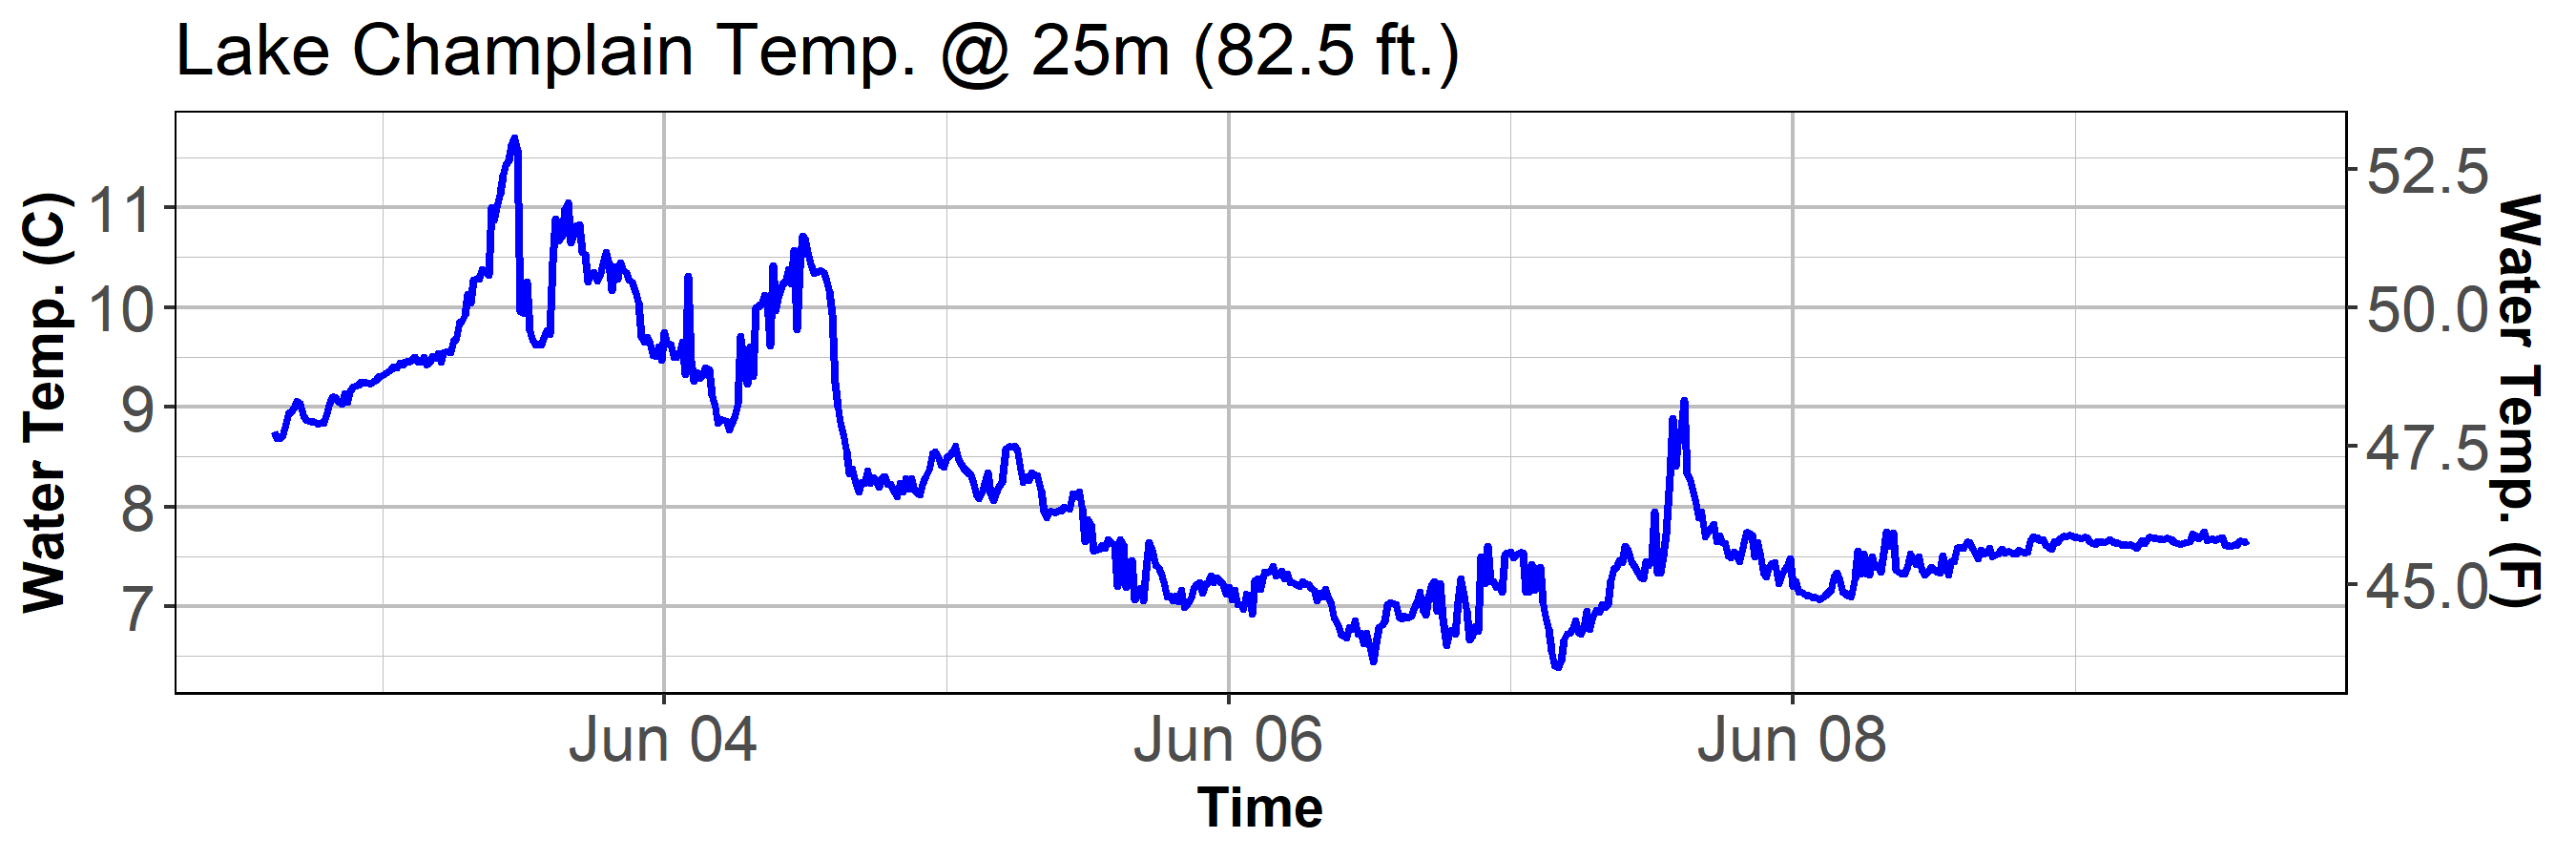 Lake Champlain Temp. @ 25m (82.5 ft.)
Water Temp. (C)
11
10
9
8
7
52.5
50.0
47.5
45.0
Water Temp. (F)
Jun 04 Jun 06 Jun 08
Time